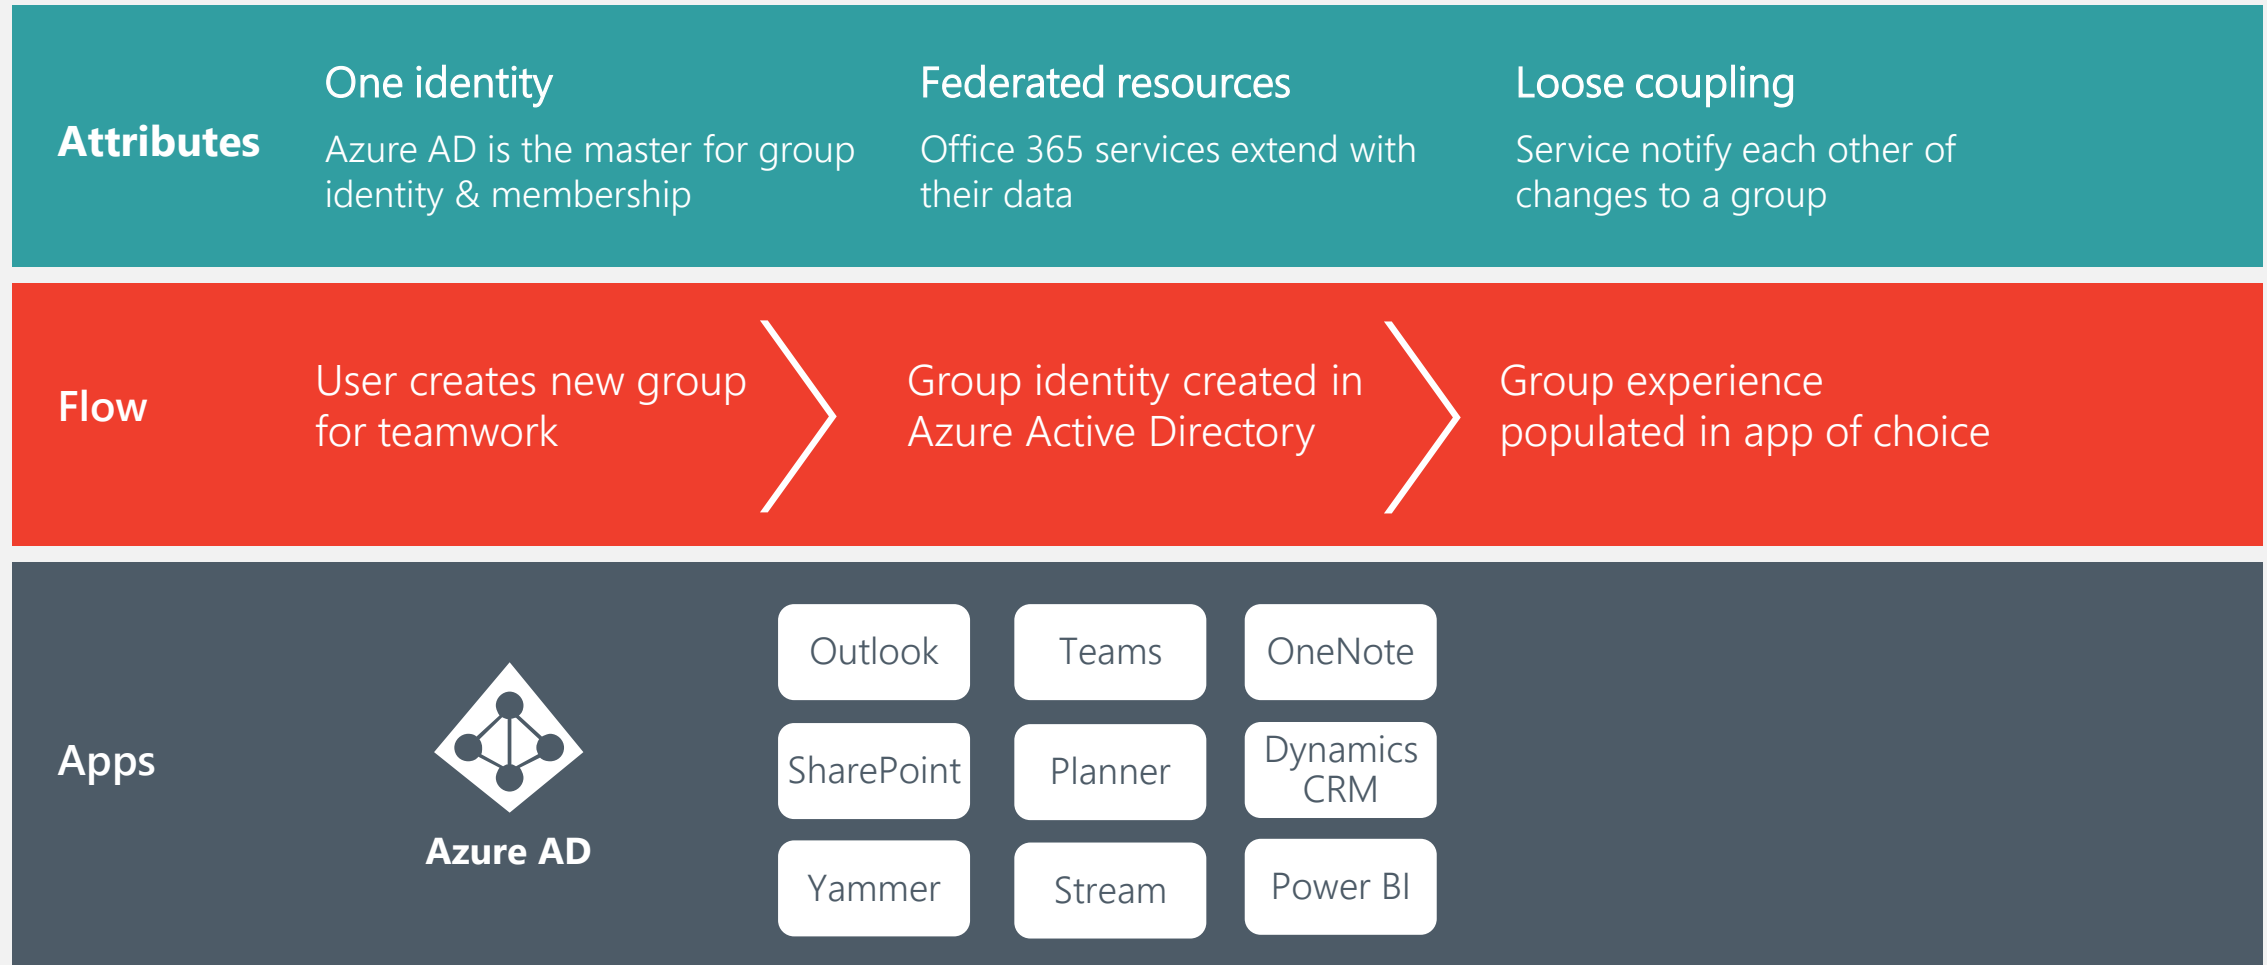 Attributes
One identity
Azure AD is the master for group
identity & membership
Federated resources
Office 365 services extend with
their data
Loose coupling
Service notify each other of
changes to a group
Flow
User creates new group
for teamwork
Group identity created in
Azure Active Directory
Group experience
populated in app of choice
Apps
Azure AD
Outlook
Teams
OneNote
SharePoint
Planner
Dynamics
CRM
Yammer
Stream
Power BI